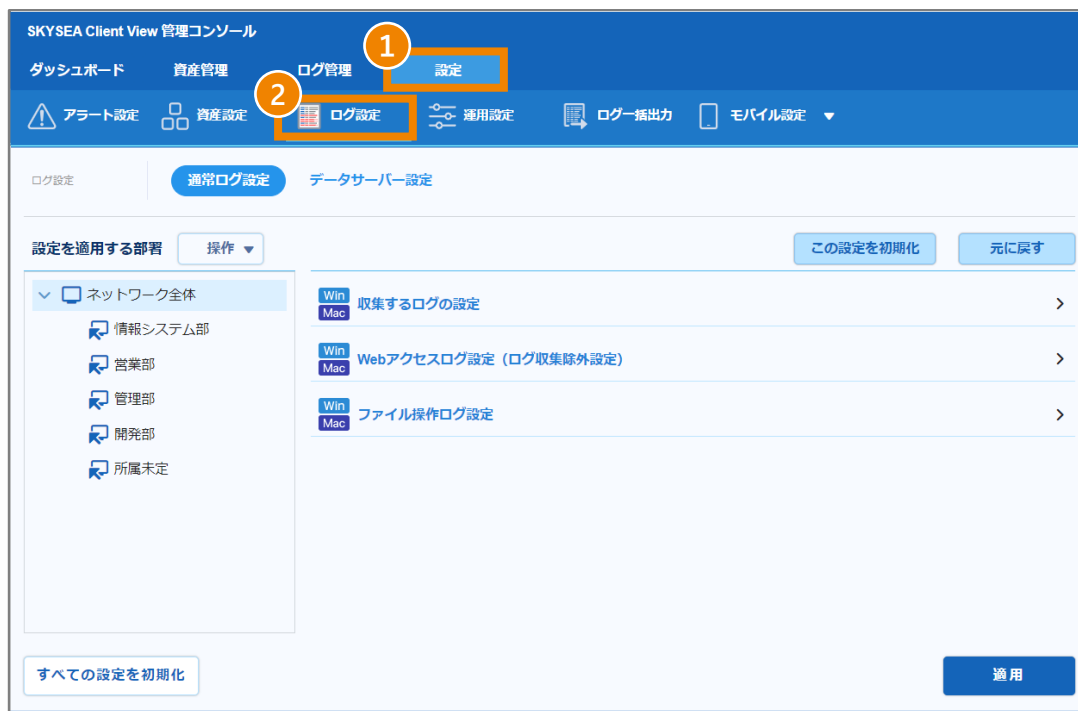 SKYSEA Client View 管理コンソール
1
ダッシュボード 資産管理 ログ管理 設定
2
アラート設定 資産設定 ログ設定 運用設定 ログ一括出力 モバイル設定 ▼
ログ設定 通常ログ設定 データサーバー設定
設定を適用する部署 操作 ▼ この設定を初期化 元に戻す
ネットワーク全体
情報システム部
営業部
管理部
開発部
所属未定
Win
Mac 収集するログの設定
Win
Mac Webアクセスログ設定（ログ収集除外設定）
Win
Mac ファイル操作ログ設定
すべての設定を初期化 適用